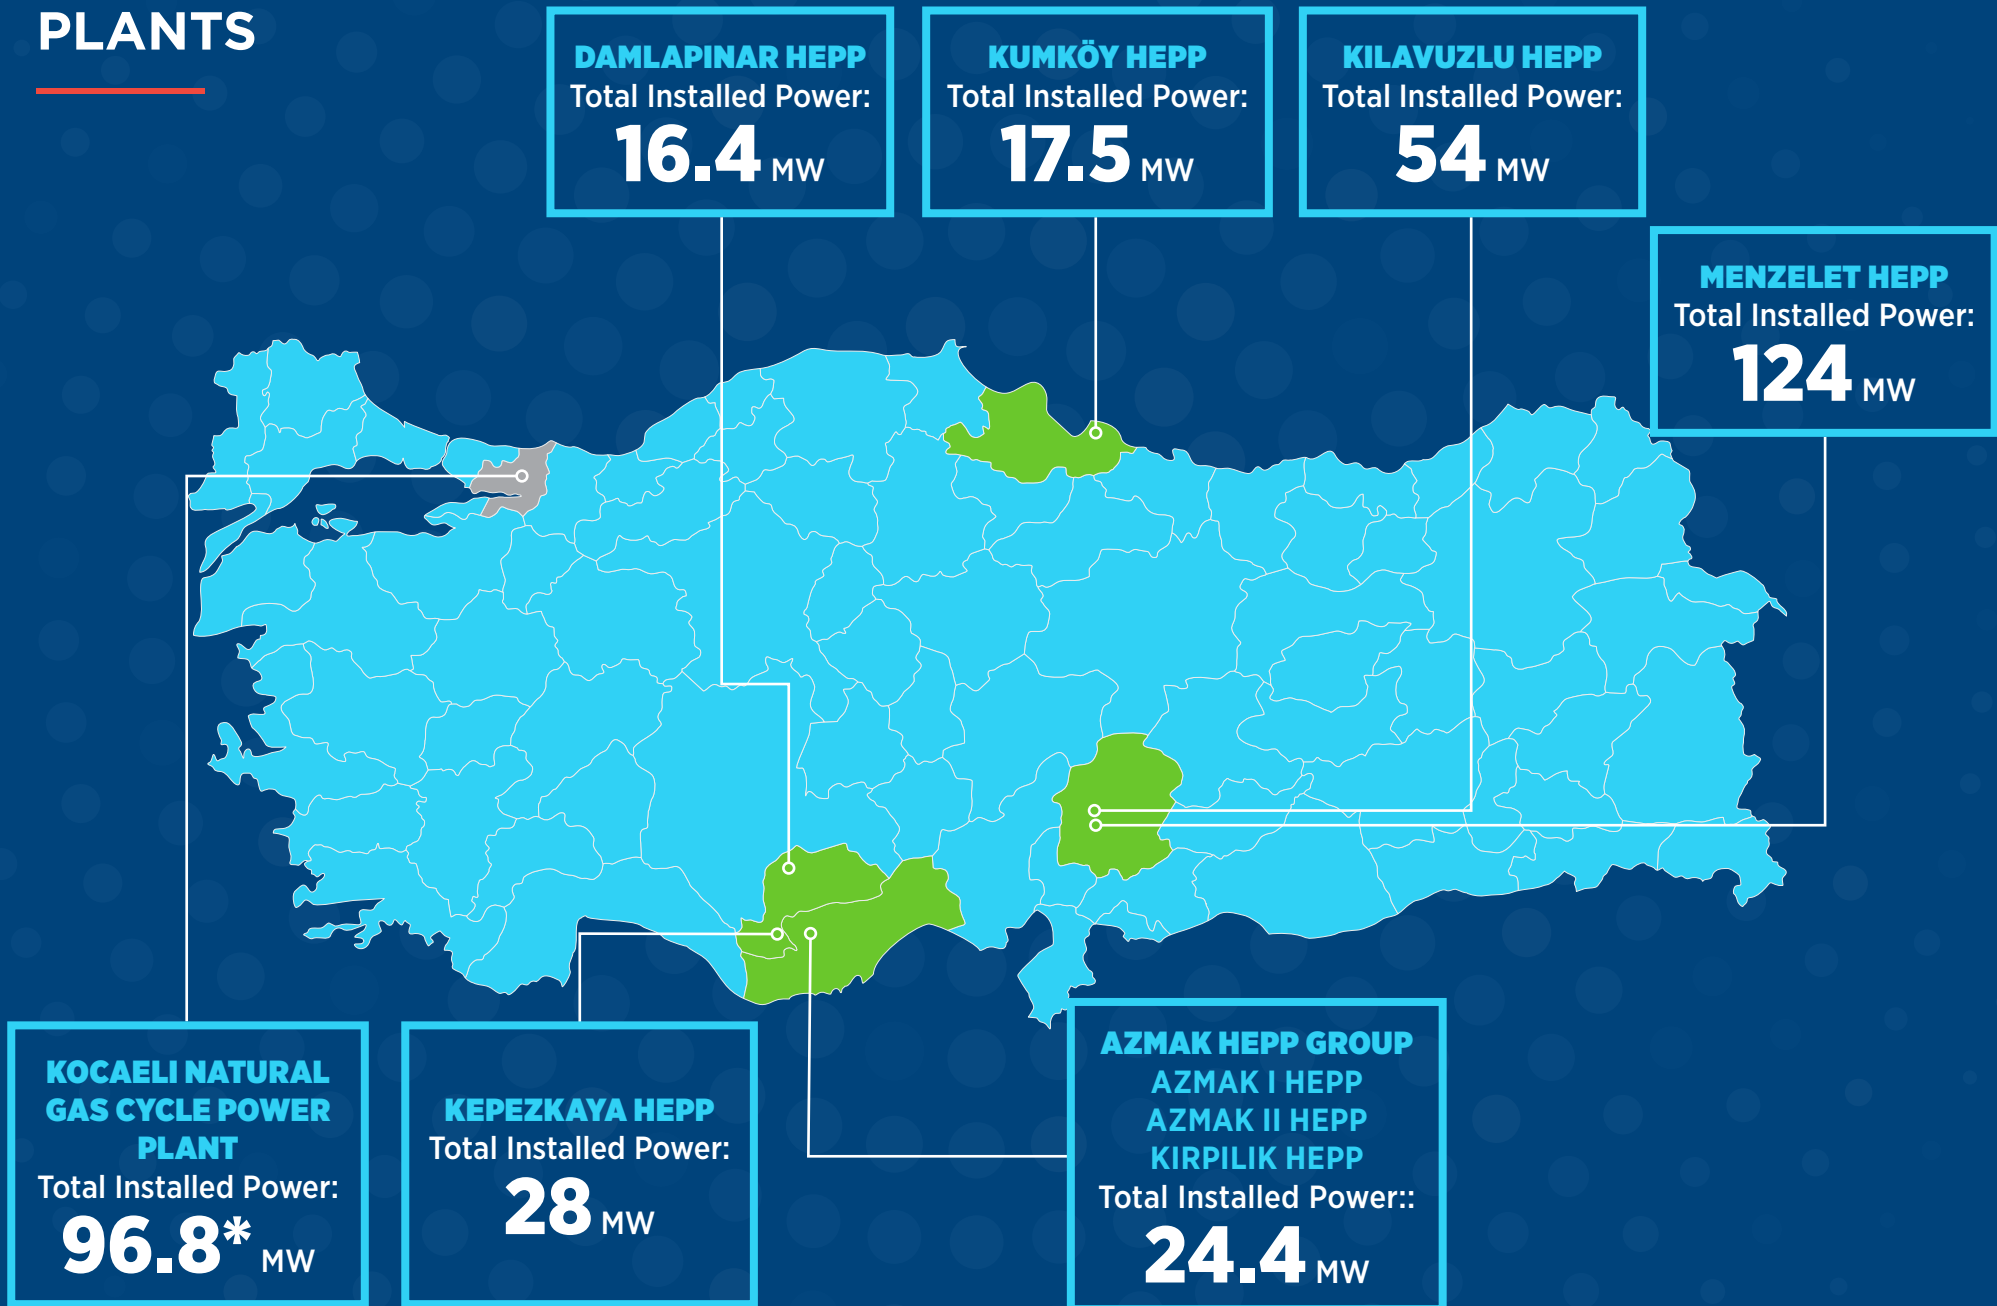 PLANTS
DAMLAPINAR HEPP
Total Installed Power:
16.4 MW
KUMKÖY HEPP
Total Installed Power:
17.5 MW
KILAVUZLU HEPP
Total Installed Power:
54 MW
MENZELET HEPP
Total Installed Power:
124 MW
KOCAELI NATURAL
GAS CYCLE POWER
PLANT
Total Installed Power:
96.8* MW
KEPEZKAYA HEPP
Total Installed Power:
28 MW
AZMAK HEPP GROUP
AZMAK I HEPP
AZMAK II HEPP
KIRPILIK HEPP
Total Installed Power::
24.4 MW